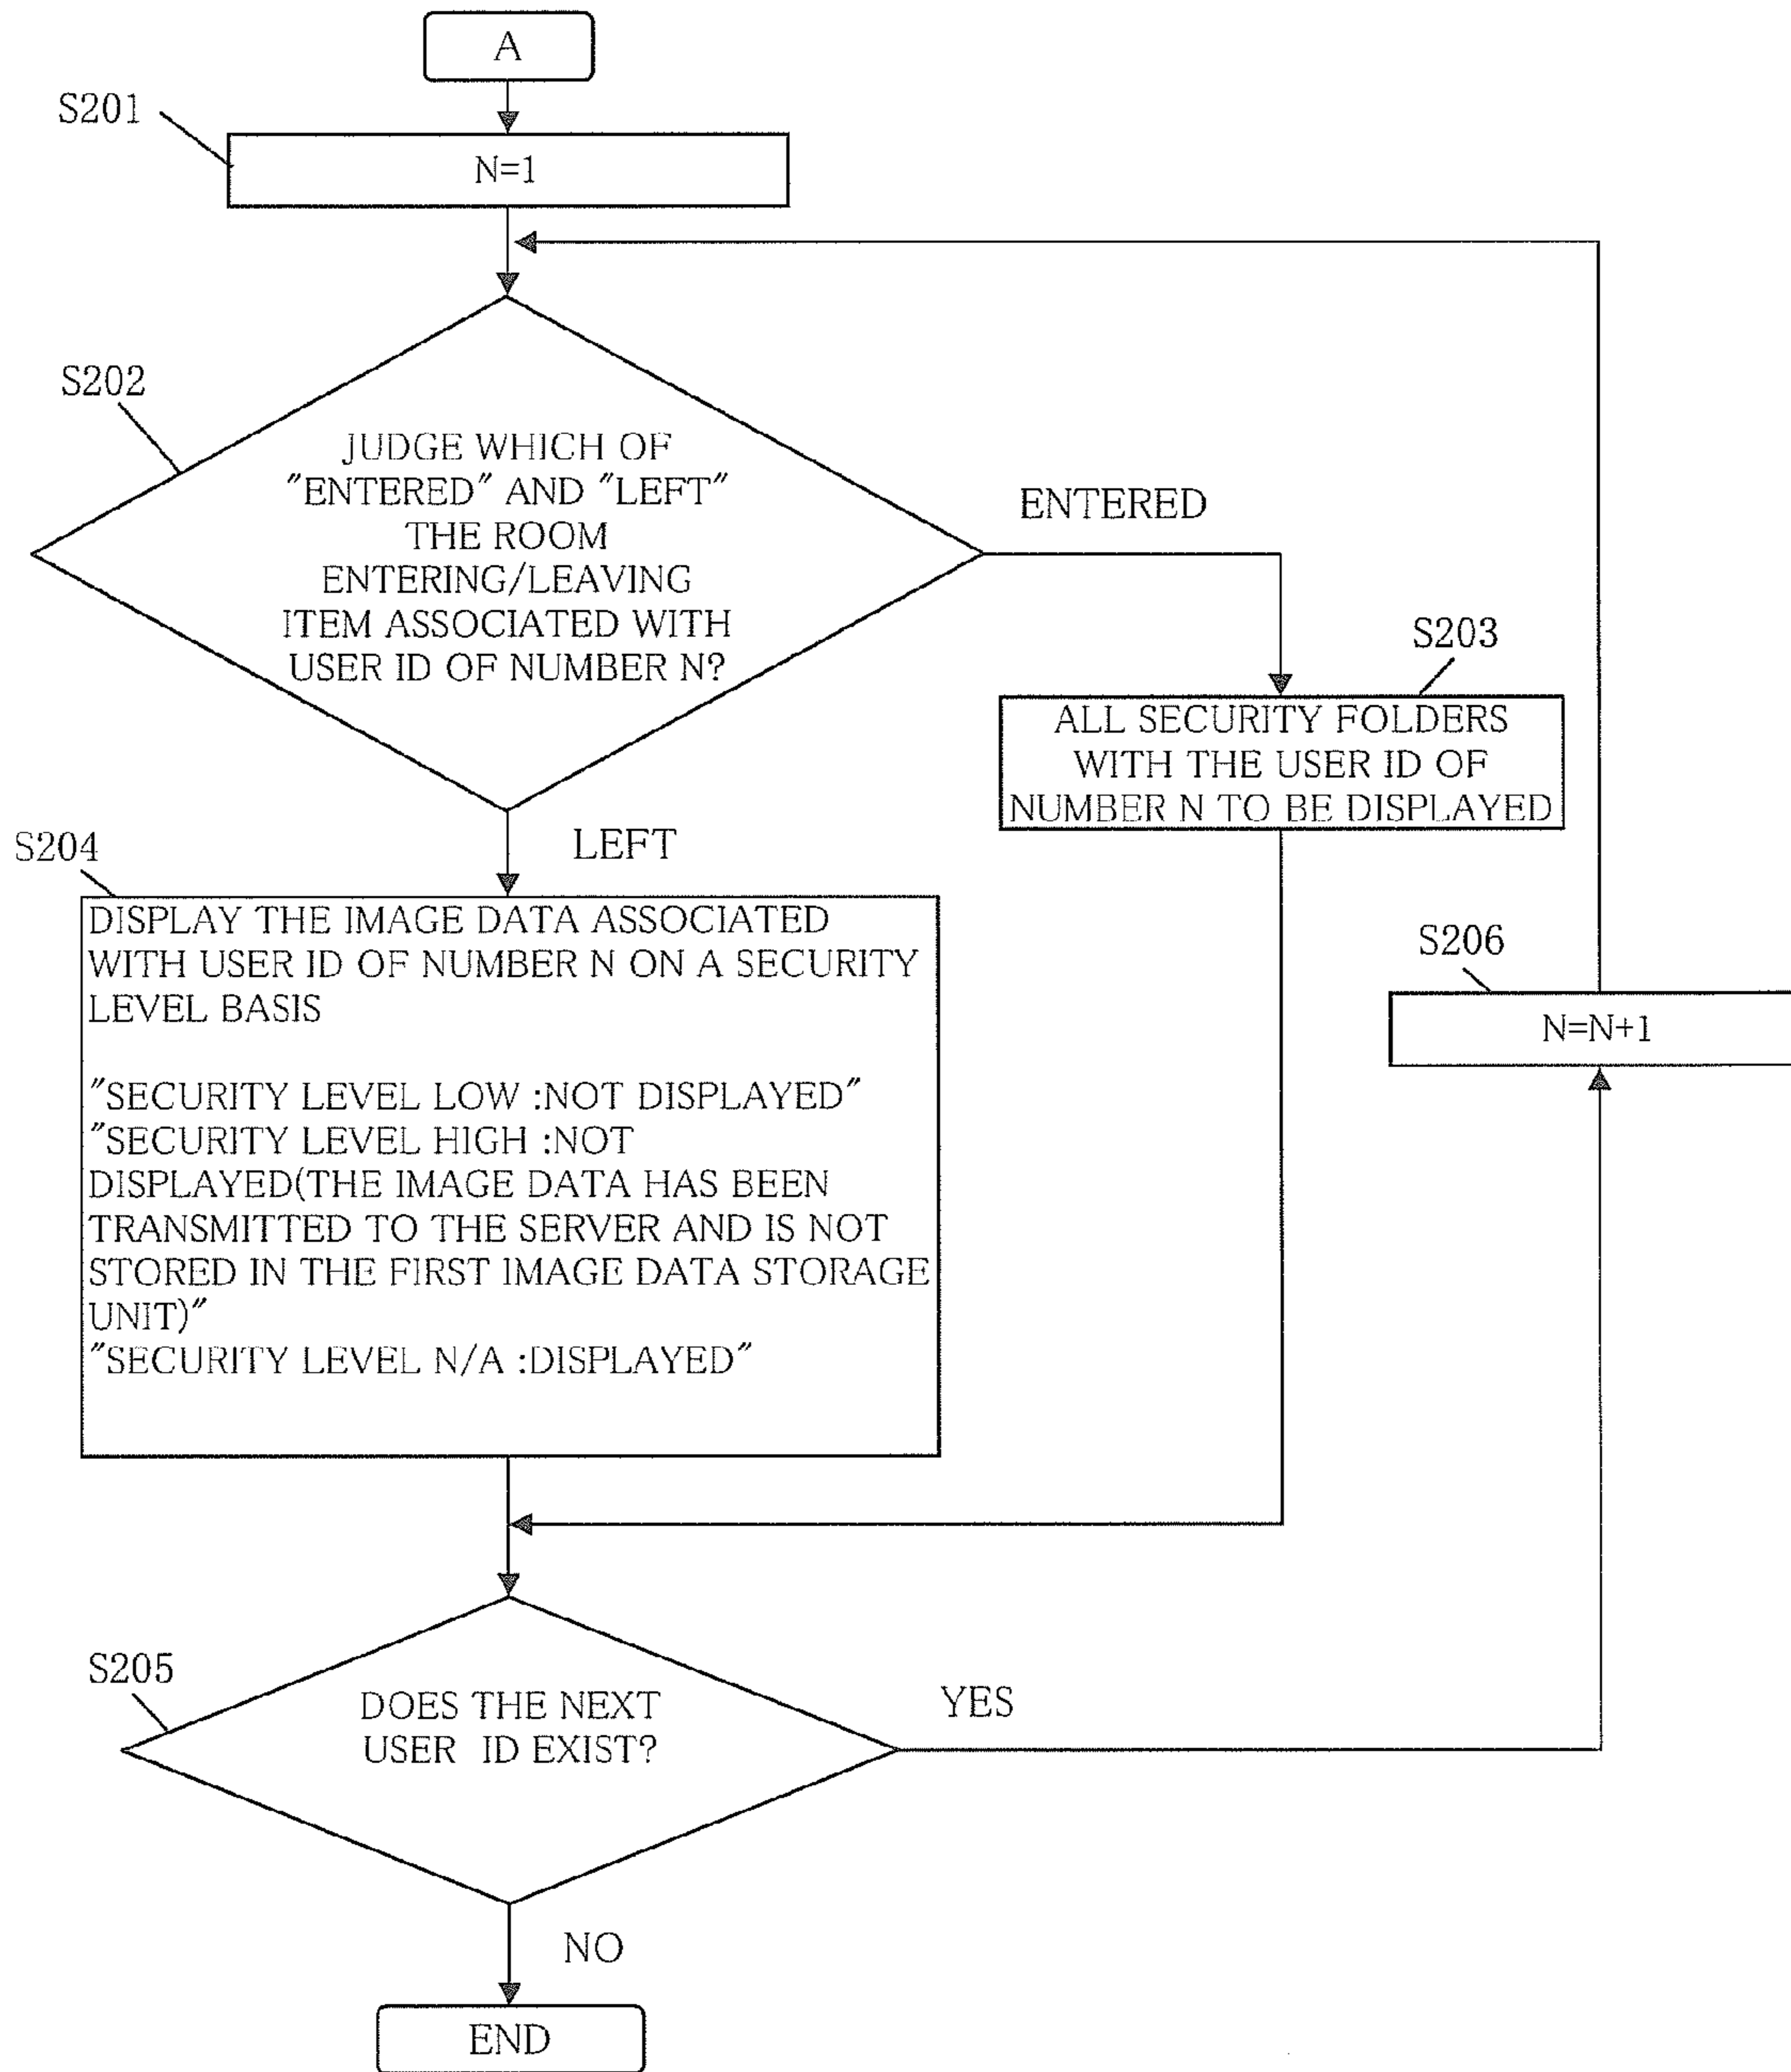 A
S201
N=1
S202
JUDGE WHICH OF
"ENTERED" AND "LEFT"
THE ROOM
ENTERING/LEAVING
ITEM ASSOCIATED WITH
USER ID OF NUMBER N?
ENTERED
S203
ALL SECURITY FOLDERS
WITH THE USER ID OF
NUMBER N TO BE DISPLAYED
LEFT
S204
DISPLAY THE IMAGE DATA ASSOCIATED
WITH USER ID OF NUMBER N ON A SECURITY
LEVEL BASIS
"SECURITY LEVEL LOW :NOT DISPLAYED"
"SECURITY LEVEL HIGH :NOT
DISPLAYED(THE IMAGE DATA HAS BEEN
TRANSMITTED TO THE SERVER AND IS NOT
STORED IN THE FIRST IMAGE DATA STORAGE
UNIT)"
"SECURITY LEVEL N/A :DISPLAYED"
S206
N=N+1
S205
DOES THE NEXT
USER ID EXIST?
YES
NO
END